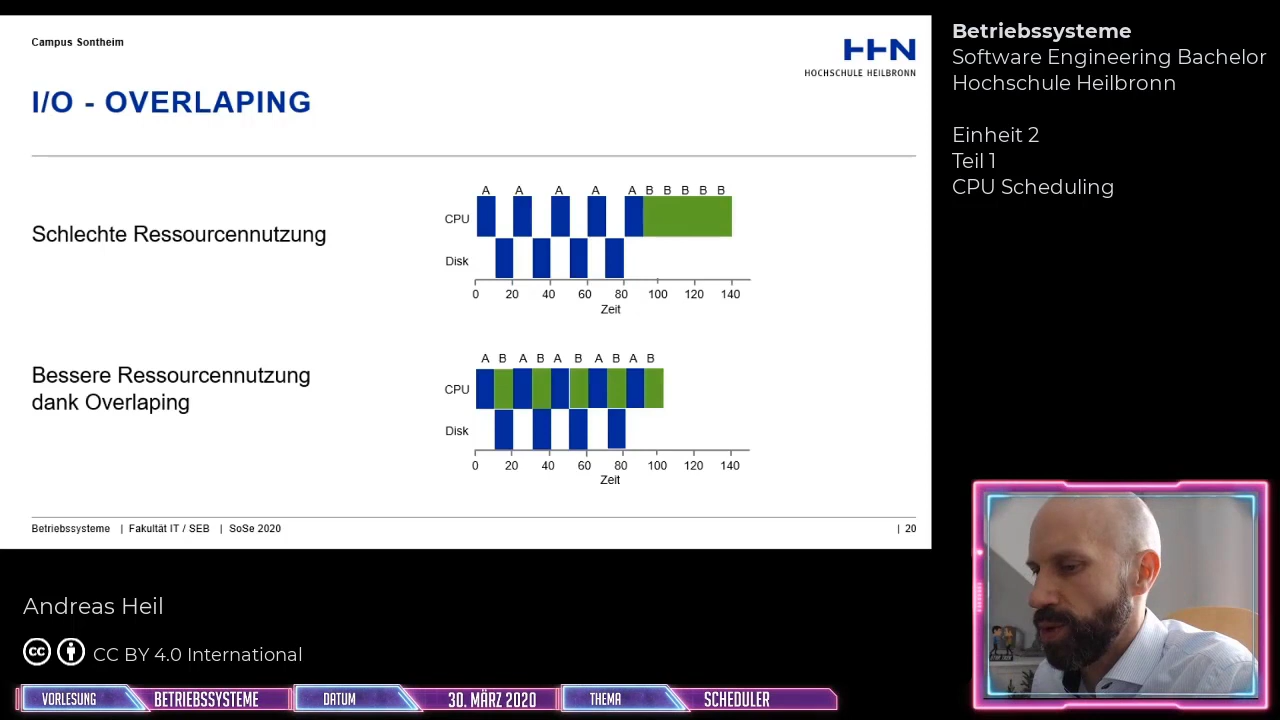 Campus Sontheim
HHN
HOCHSCHULE HEILBRONN
I/O - OVERLAPING
Schlechte Ressourcennutzung
A A A A A B B B B B
CPU
Disk
0 20 40 60 80 100 120 140
Zeit
Bessere Ressourcennutzung
dank Overlaping
A B A B A B A B A B
CPU
Disk
0 20 40 60 80 100 120 140
Zeit
Betriebssysteme | Fakultät IT / SEB | SoSe 2020
| 20
Betriebssysteme
Software Engineering Bachelor
Hochschule Heilbronn
Einheit 2
Teil 1
CPU Scheduling
Andreas Heil
cc
CC BY 4.0 International
VORLESUNG BETRIEBSSYSTEME DATUM 30. MÄRZ 2020 THEMA SCHEDULER